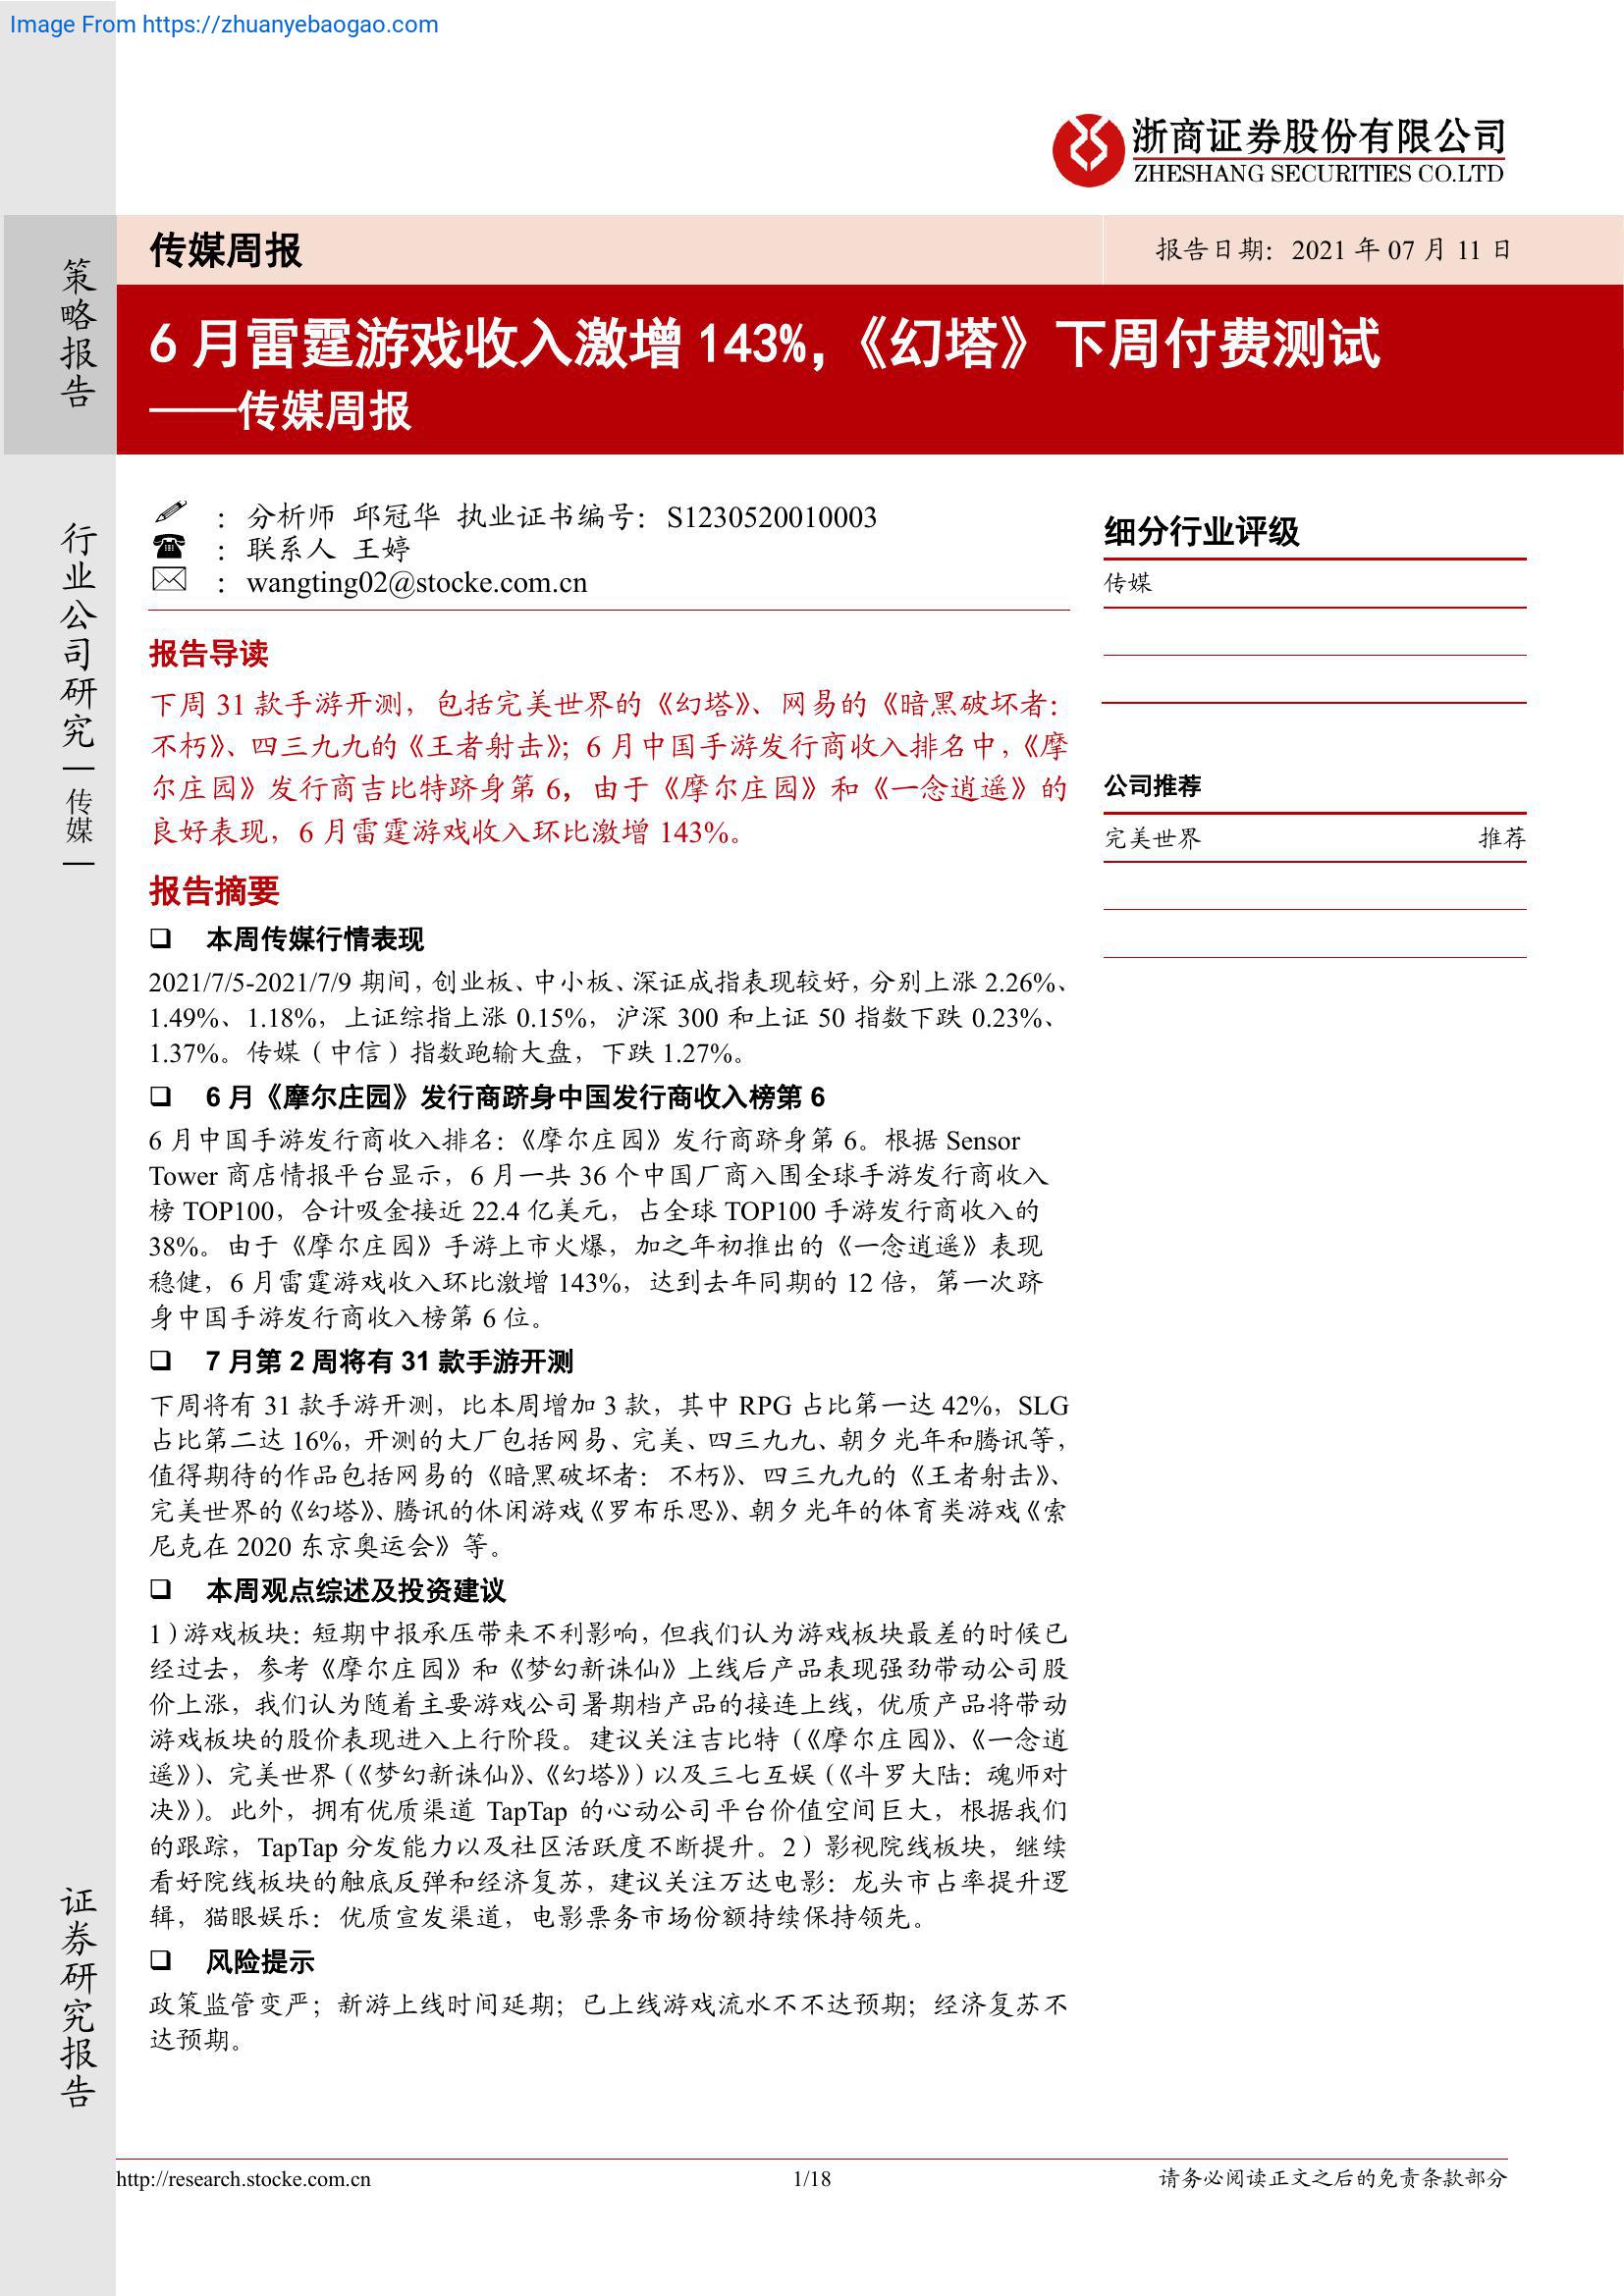 Image From https://zhuanyebaogao.com
浙商证券股份有限公司
ZHESHANG SECURITIES CO.LTD
策略报告
传媒周报
报告日期：2021 年 07 月 11 日
6 月雷霆游戏收入激增 143%，《幻塔》下周付费测试
——传媒周报
行业公司研究｜传媒｜
：分析师 邱冠华 执业证书编号：S1230520010003
：联系人 王婷
：wangting02@stocke.com.cn
报告导读
下周 31 款手游开测，包括完美世界的《幻塔》、网易的《暗黑破坏者：
不朽》、四三九九的《王者射击》；6 月中国手游发行商收入排名中，《摩
尔庄园》发行商吉比特跻身第 6，由于《摩尔庄园》和《一念逍遥》的
良好表现，6 月雷霆游戏收入环比激增 143%。
报告摘要
❑ 本周传媒行情表现
2021/7/5-2021/7/9 期间，创业板、中小板、深证成指表现较好，分别上涨 2.26%、
1.49%、1.18%，上证综指上涨 0.15%，沪深 300 和上证 50 指数下跌 0.23%、
1.37%。传媒（中信）指数跑输大盘，下跌 1.27%。
❑ 6 月《摩尔庄园》发行商跻身中国发行商收入榜第 6
6 月中国手游发行商收入排名：《摩尔庄园》发行商跻身第 6。根据 Sensor
Tower 商店情报平台显示，6 月一共 36 个中国厂商入围全球手游发行商收入
榜 TOP100，合计吸金接近 22.4 亿美元，占全球 TOP100 手游发行商收入的
38%。由于《摩尔庄园》手游上市火爆，加之年初推出的《一念逍遥》表现
稳健，6 月雷霆游戏收入环比激增 143%，达到去年同期的 12 倍，第一次跻
身中国手游发行商收入榜第 6 位。
❑ 7 月第 2 周将有 31 款手游开测
下周将有 31 款手游开测，比本周增加 3 款，其中 RPG 占比第一达 42%，SLG
占比第二达 16%，开测的大厂包括网易、完美、四三九九、朝夕光年和腾讯等，
值得期待的作品包括网易的《暗黑破坏者： 不朽》、四三九九的《王者射击》、
完美世界的《幻塔》、腾讯的休闲游戏《罗布乐思》、朝夕光年的体育类游戏《索
尼克在 2020 东京奥运会》等。
❑ 本周观点综述及投资建议
1）游戏板块：短期中报承压带来不利影响，但我们认为游戏板块最差的时候已
经过去，参考《摩尔庄园》和《梦幻新诛仙》上线后产品表现强劲带动公司股
价上涨，我们认为随着主要游戏公司暑期档产品的接连上线，优质产品将带动
游戏板块的股价表现进入上行阶段。建议关注吉比特（《摩尔庄园》、《一念逍
遥》）、完美世界（《梦幻新诛仙》、《幻塔》）以及三七互娱（《斗罗大陆：魂师对
决》）。此外，拥有优质渠道 TapTap 的心动公司平台价值空间巨大，根据我们
的跟踪，TapTap 分发能力以及社区活跃度不断提升。2）影视院线板块，继续
看好院线板块的触底反弹和经济复苏，建议关注万达电影：龙头市占率提升逻
辑，猫眼娱乐：优质宣发渠道，电影票务市场份额持续保持领先。
❑ 风险提示
政策监管变严；新游上线时间延期；已上线游戏流水不不达预期；经济复苏不
达预期。
细分行业评级
传媒
公司推荐
完美世界 推荐
证券研究报告
http://research.stocke.com.cn
1/18
请务必阅读正文之后的免责条款部分